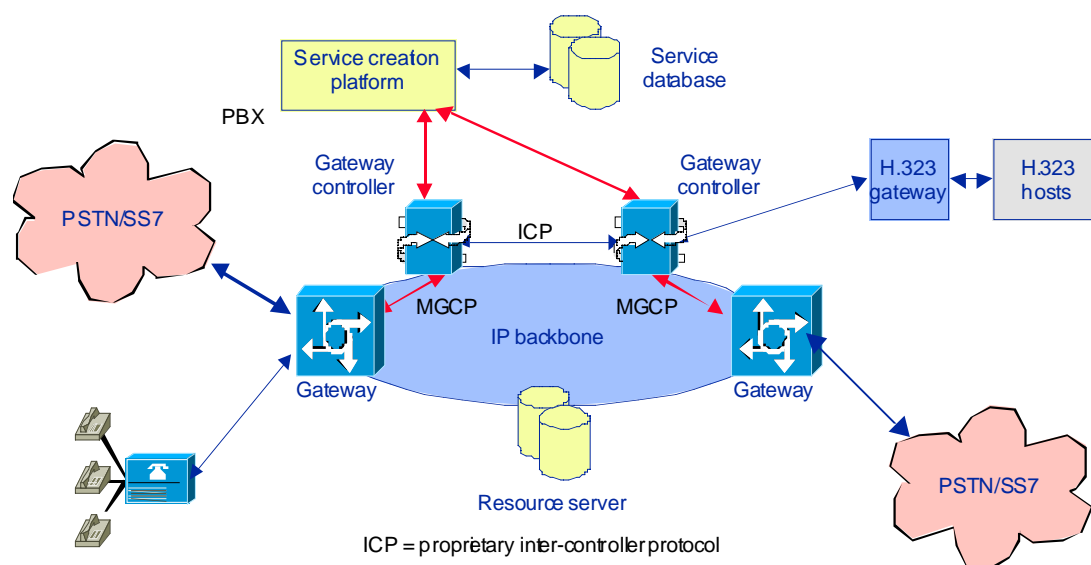 Service creation
platform
Service
database
PBX
Gateway
controller
Gateway
controller
H.323
gateway
H.323
hosts
PSTN/SS7
ICP
MGCP
MGCP
IP backbone
Gateway
Gateway
Resource server
PSTN/SS7
ICP = proprietary inter-controller protocol